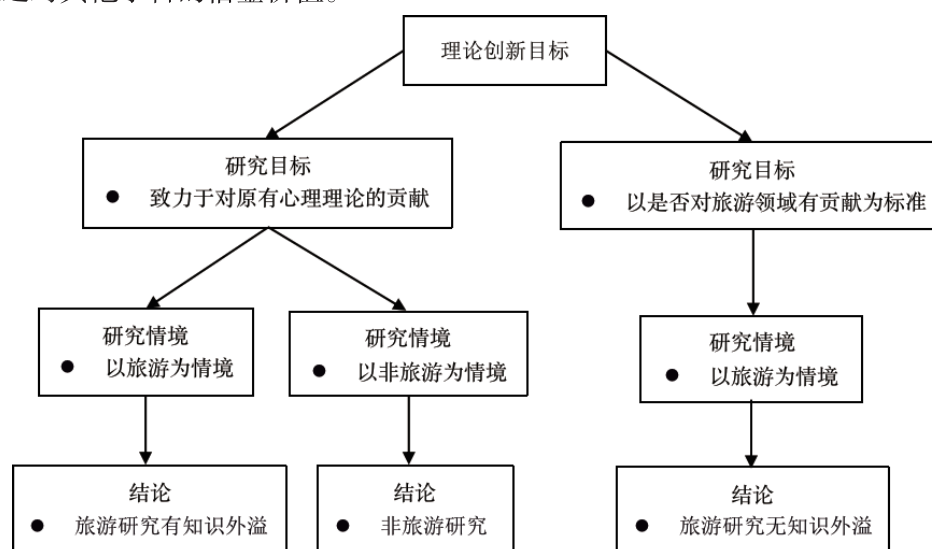 理论创新目标
研究目标
● 致力于对原有心理理论的贡献
研究目标
● 以是否对旅游领域有贡献为标准
研究情境
● 以旅游为情境
研究情境
● 以非旅游为情境
研究情境
● 以旅游为情境
结论
● 旅游研究有知识外溢
结论
● 非旅游研究
结论
● 旅游研究无知识外溢